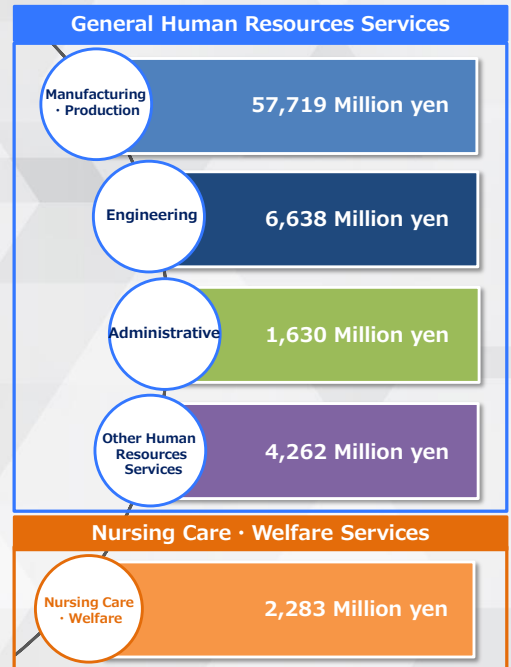 General Human Resources Services
Manufacturing
・Production
57,719 Million yen
Engineering
6,638 Million yen
Administrative
1,630 Million yen
Other Human
Resources
Services
4,262 Million yen
Nursing Care・Welfare Services
Nursing Care
・Welfare
2,283 Million yen